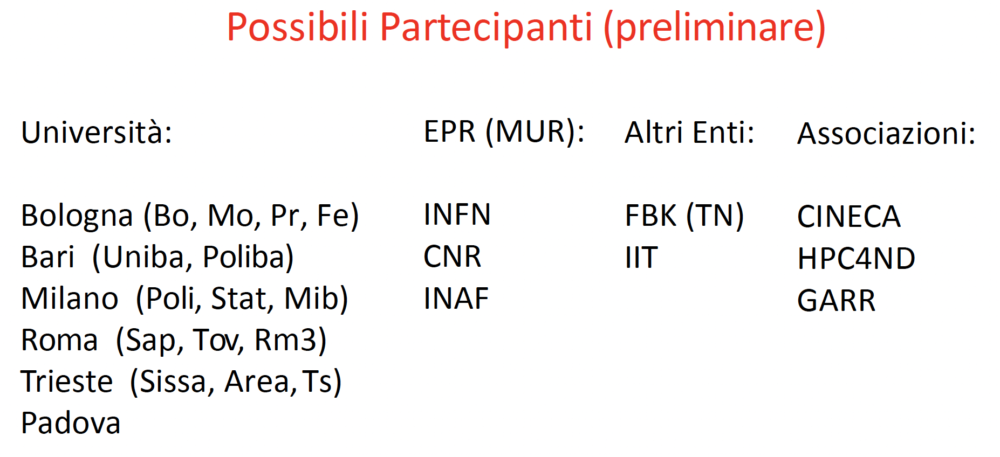 Possibili Partecipanti (preliminare)
Università:
Bologna (Bo, Mo, Pr, Fe)
Bari (Uniba, Poliba)
Milano (Poli, Stat, Mib)
Roma (Sap, Tov, Rm3)
Trieste (Sissa, Area, Ts)
Padova
EPR (MUR):
INFN
CNR
INAF
Altri Enti:
FBK (TN)
IIT
Associazioni:
CINECA
HPC4ND
GARR